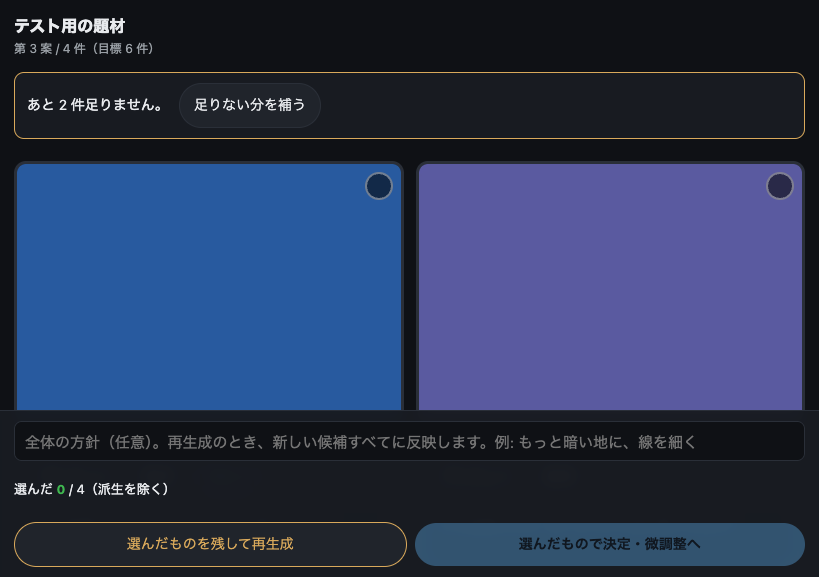 テスト用の題材
第 3 案 / 4 件（目標 6 件）
あと 2 件足りません。 足りない分を補う
全体の方針（任意）。再生成のとき、新しい候補すべてに反映します。例: もっと暗い地に、線を細く
選んだ 0 / 4（派生を除く）
選んだものを残して再生成 選んだもので決定・微調整へ